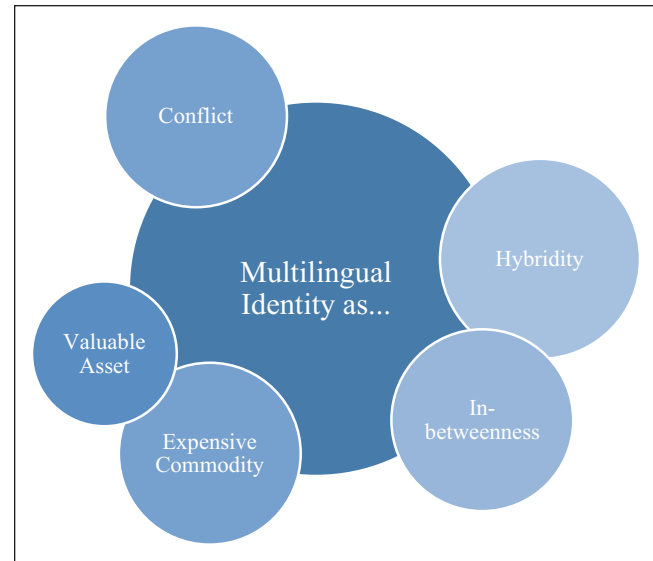 Conflict
Multilingual
Identity as...
Hybridity
Valuable
Asset
In-
betweenness
Expensive
Commodity